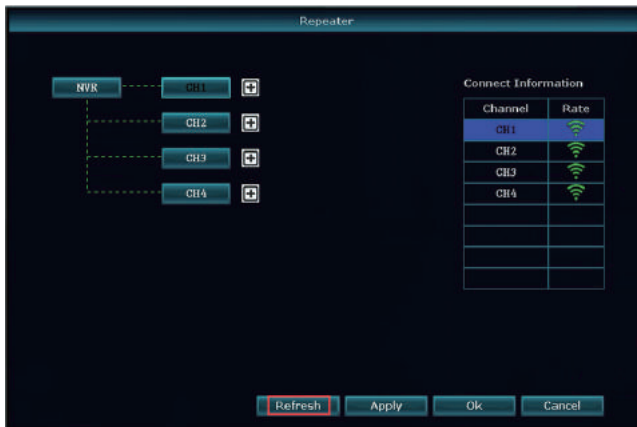 Repeater
NVR
CH1
CH2
CH3
CH4
Connect Information
Channel Rate
CH1
CH2
CH3
CH4
Refresh Apply Ok Cancel